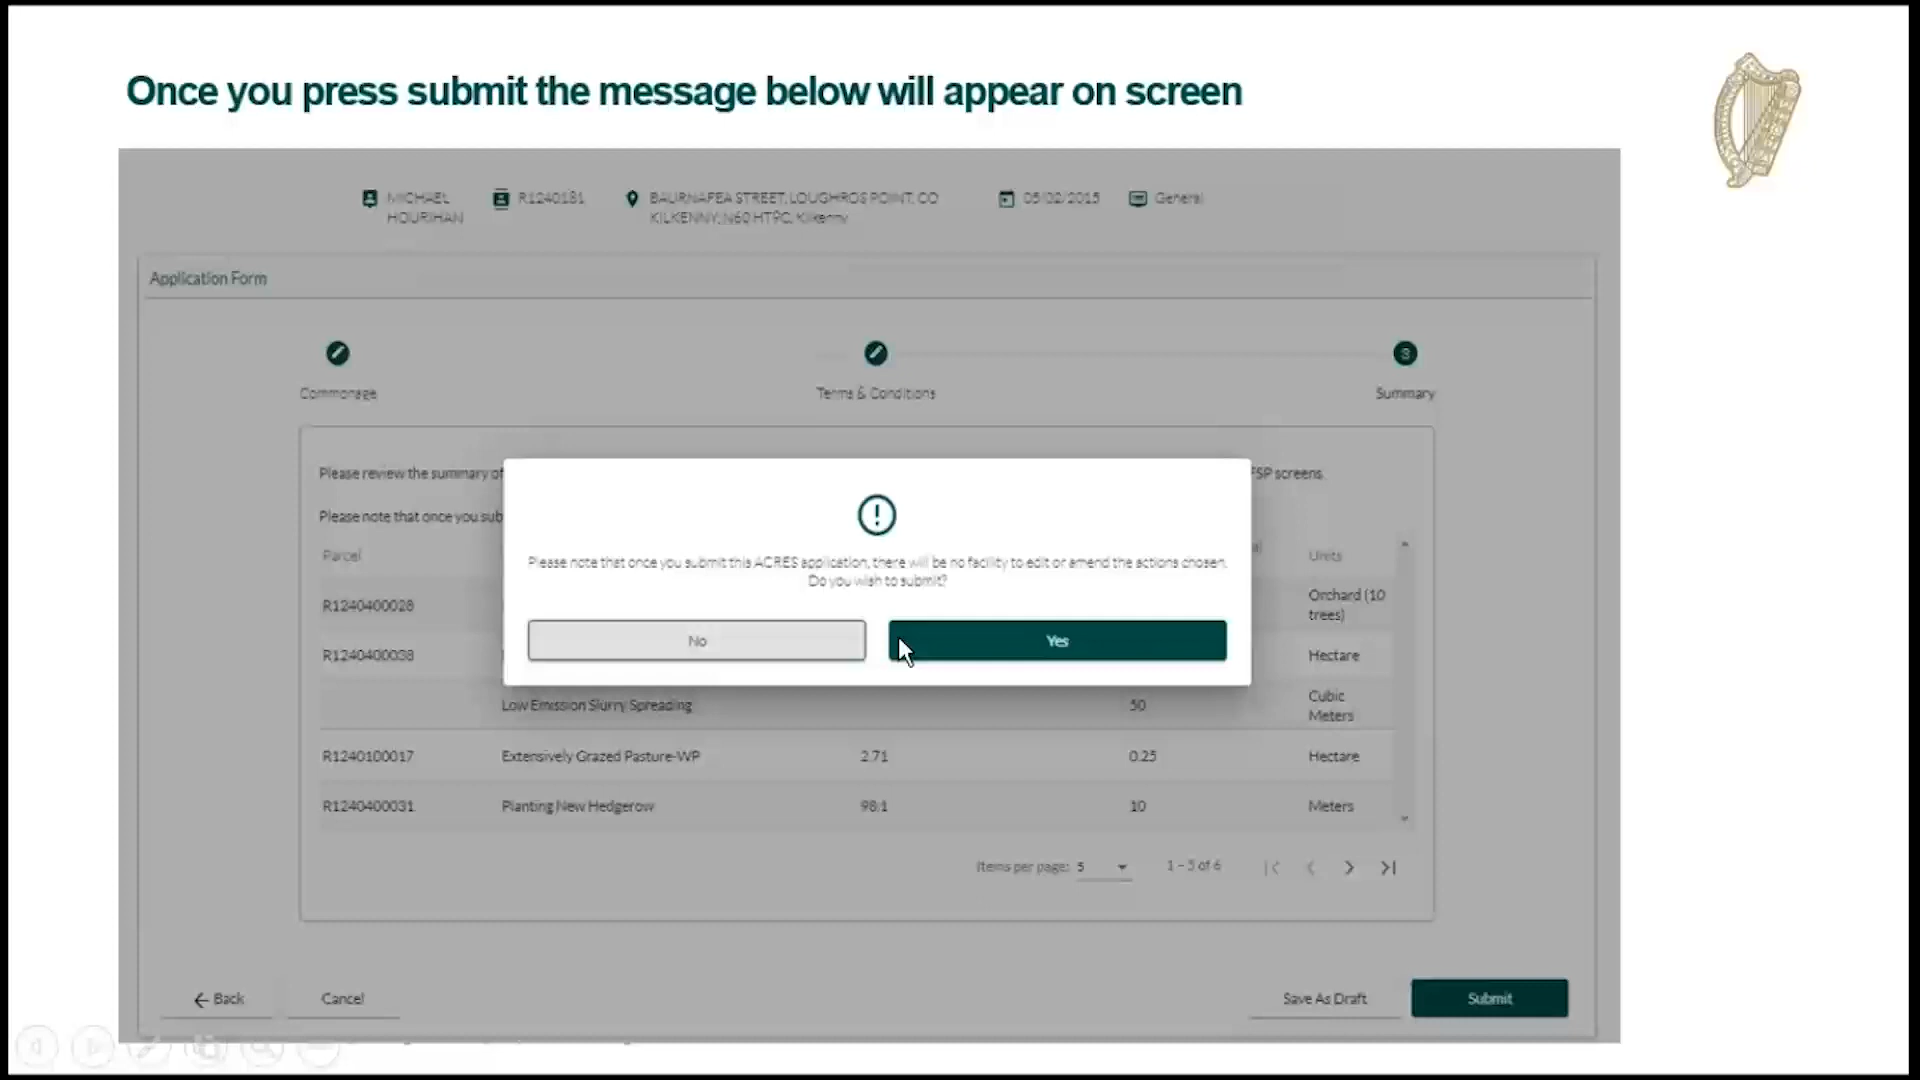 Once you press submit the message below will appear on screen
MICHAEL HOURIHAN
R1240181
BAURNAFEA STREET, LOUGHROS POINT, CO
KILKENNY, N60 HT9C, Kilkenny
05/02/2015
General
Application Form
3
Commonage
Terms & Conditions
Summary
Please review the summary of
FSP screens.
Please note that once you sub
Parcel
Units
Please note that once you submit this ACRES application, there will be no facility to edit or amend the actions chosen.
Do you wish to submit?
No
Yes
R1240400028
Orchard (10
trees)
R1240400038
Hectare
Low Emission Slurry Spreading
50
Cubic
Meters
R1240100017
Extensively Grazed Pasture-WP
2.71
0.25
Hectare
R1240400031
Planting New Hedgerow
98.1
10
Meters
Items per page: 5
1 – 5 of 6
Back
Cancel
Save As Draft
Submit